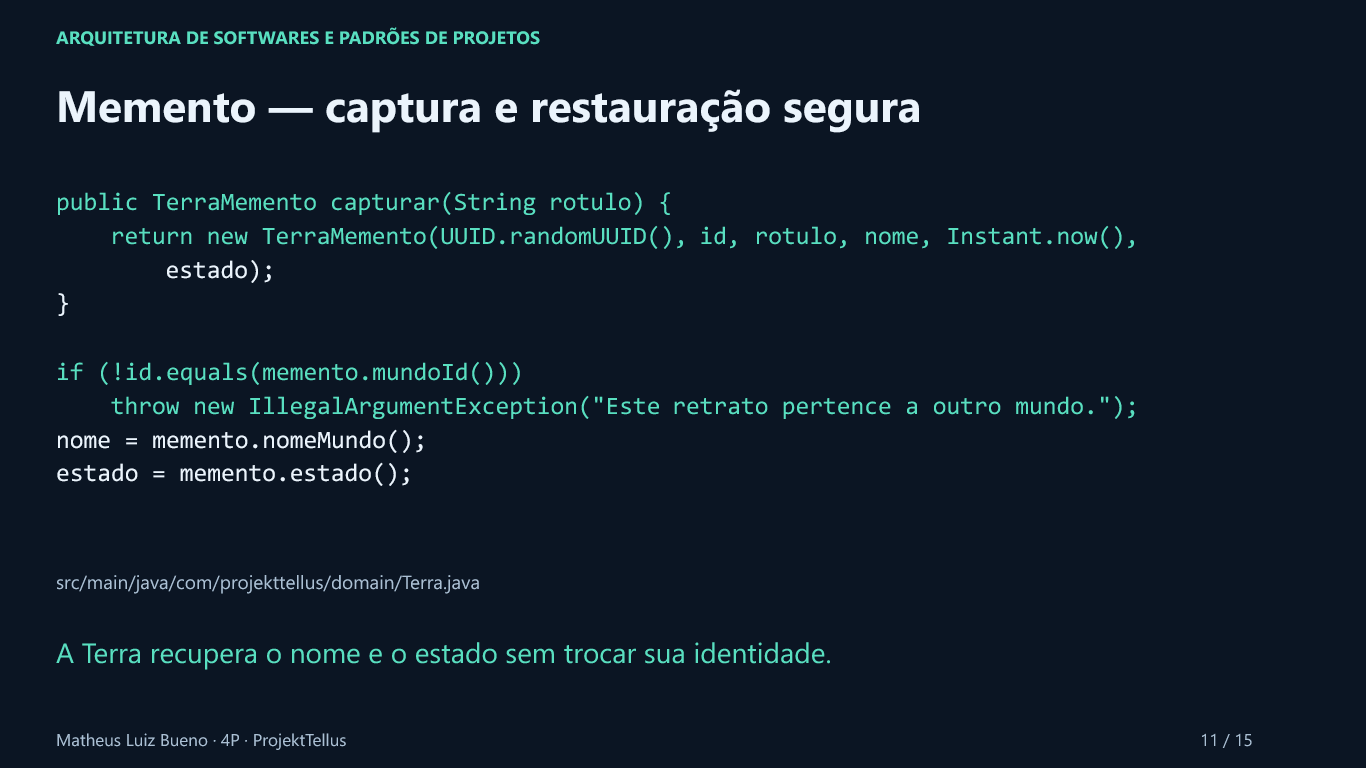 ARQUITETURA DE SOFTWARES E PADRÕES DE PROJETOS
Memento — captura e restauração segura
public TerraMemento capturar(String rotulo) {
    return new TerraMemento(UUID.randomUUID(), id, rotulo, nome, Instant.now(),
        estado);
}
if (!id.equals(memento.mundoId()))
    throw new IllegalArgumentException("Este retrato pertence a outro mundo.");
nome = memento.nomeMundo();
estado = memento.estado();
src/main/java/com/projekttellus/domain/Terra.java
A Terra recupera o nome e o estado sem trocar sua identidade.
Matheus Luiz Bueno · 4P · ProjektTellus
11 / 15